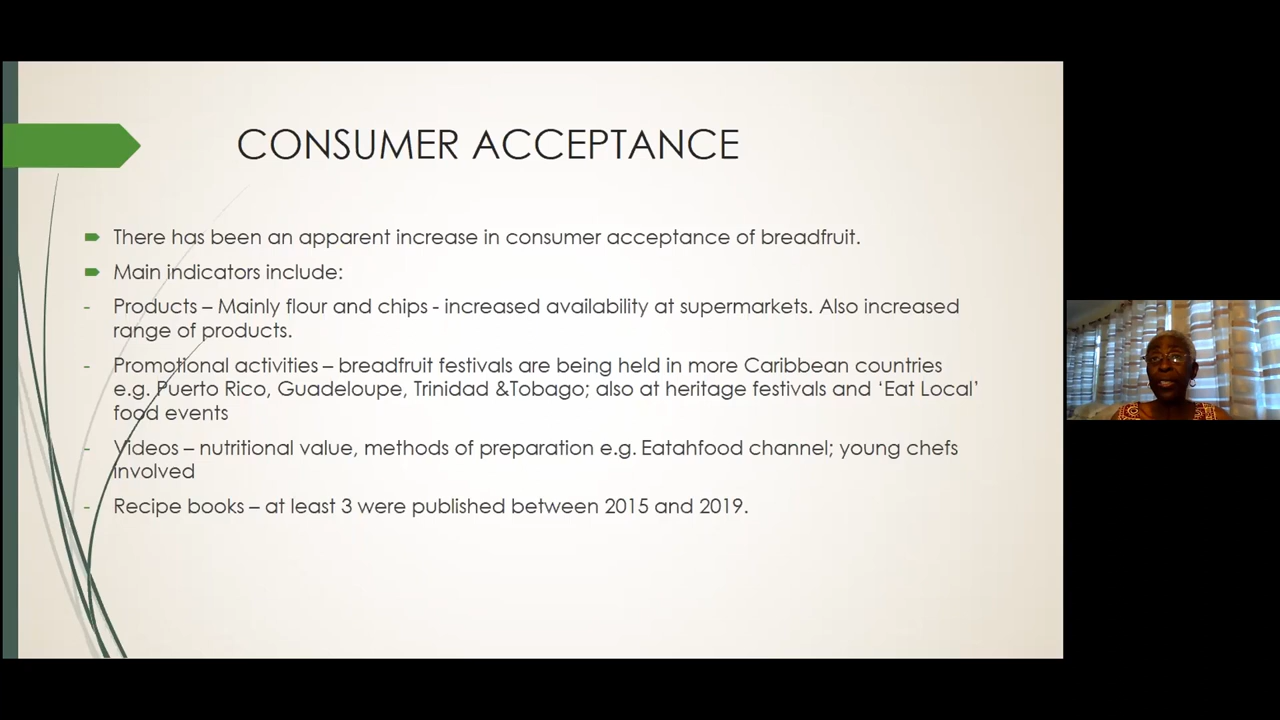 CONSUMER ACCEPTANCE
There has been an apparent increase in consumer acceptance of breadfruit.
Main indicators include:
- Products – Mainly flour and chips - increased availability at supermarkets. Also increased
range of products.
- Promotional activities – breadfruit festivals are being held in more Caribbean countries
e.g. Puerto Rico, Guadeloupe, Trinidad &Tobago; also at heritage festivals and ‘Eat Local’
food events
- Videos – nutritional value, methods of preparation e.g. Eatahfood channel; young chefs
involved
- Recipe books – at least 3 were published between 2015 and 2019.